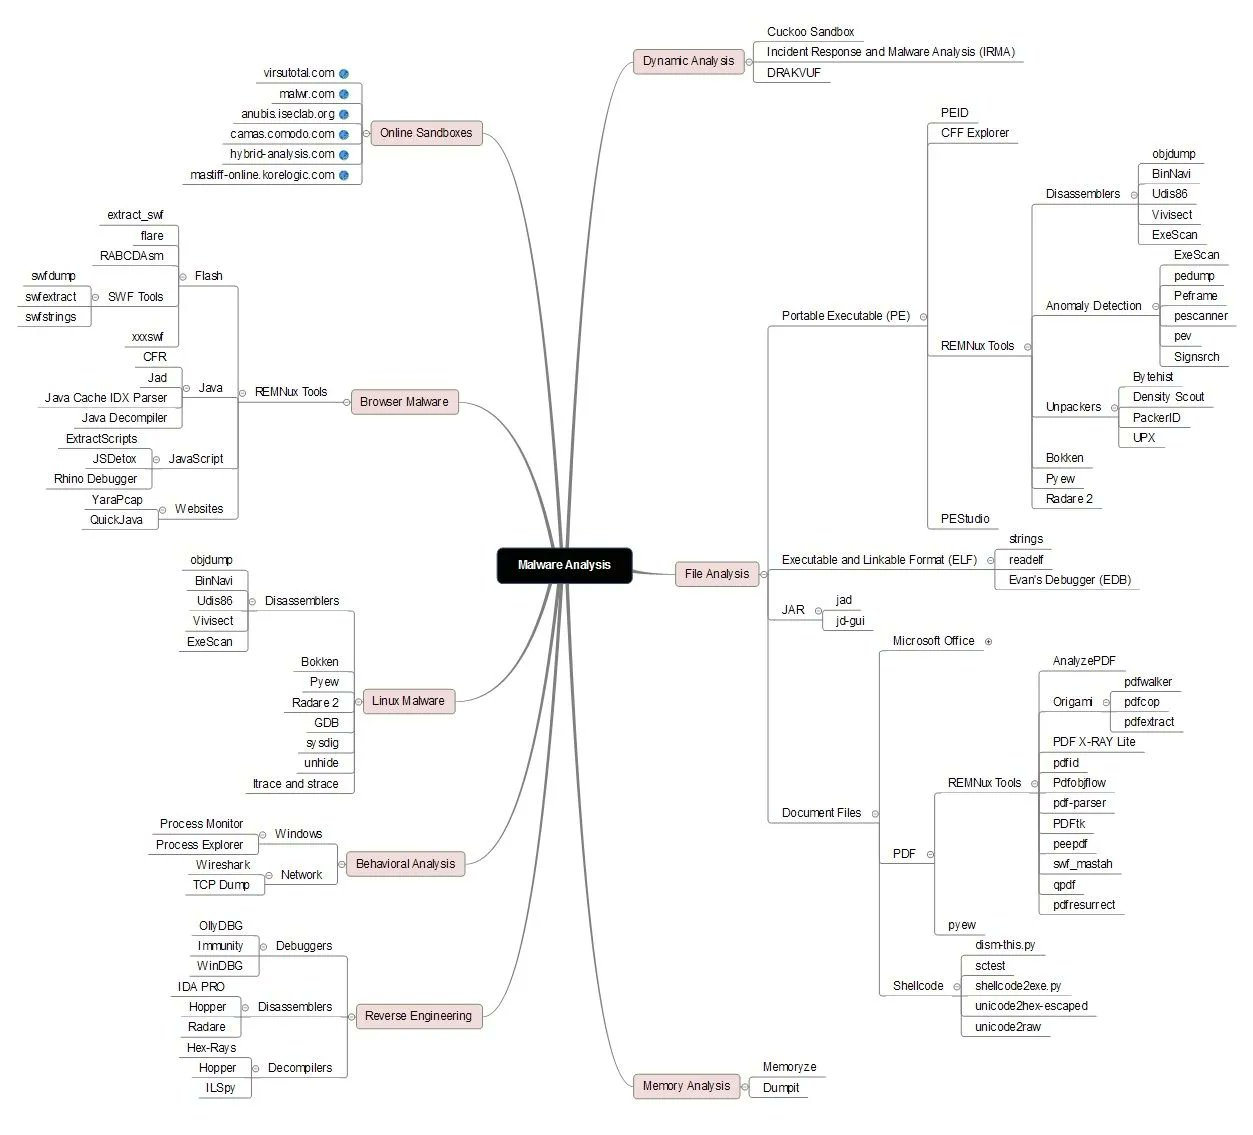 Malware Analysis
Dynamic Analysis
Cuckoo Sandbox
Incident Response and Malware Analysis (IRMA)
DRAKVUF
Online Sandboxes
virsutotal.com
malwr.com
anubis.iseclab.org
camas.comodo.com
hybrid-analysis.com
mastiff-online.korelogic.com
Browser Malware
REMNux Tools
Flash
extract_swf
flare
RABCDAsm
SWF Tools
swfdump
swfextract
swfstrings
xxxswf
Java
CFR
Jad
Java Cache IDX Parser
Java Decompiler
JavaScript
ExtractScripts
JSDetox
Rhino Debugger
Websites
YaraPcap
QuickJava
Linux Malware
Disassemblers
objdump
BinNavi
Udis86
Vivisect
ExeScan
Bokken
Pyew
Radare 2
GDB
sysdig
unhide
ltrace and strace
Behavioral Analysis
Windows
Process Monitor
Process Explorer
Network
Wireshark
TCP Dump
Reverse Engineering
Debuggers
OllyDBG
Immunity
WinDBG
Disassemblers
IDA PRO
Hopper
Radare
Decompilers
Hex-Rays
Hopper
ILSpy
File Analysis
Portable Executable (PE)
PEID
CFF Explorer
REMNux Tools
Disassemblers
objdump
BinNavi
Udis86
Vivisect
ExeScan
Anomaly Detection
ExeScan
pedump
Peframe
pescanner
pev
Signsrch
Unpackers
Bytehist
Density Scout
PackerID
UPX
Bokken
Pyew
Radare 2
PEStudio
Executable and Linkable Format (ELF)
strings
readelf
Evan's Debugger (EDB)
JAR
jad
jd-gui
Document Files
Microsoft Office
PDF
REMNux Tools
AnalyzePDF
Origami
pdfwalker
pdfcop
pdfextract
PDF X-RAY Lite
pdfid
Pdfobjflow
pdf-parser
PDFtk
peepdf
swf_mastah
qpdf
pdfresurrect
pyew
Shellcode
dism-this.py
sctest
shellcode2exe.py
unicode2hex-escaped
unicode2raw
Memory Analysis
Memoryze
Dumpit